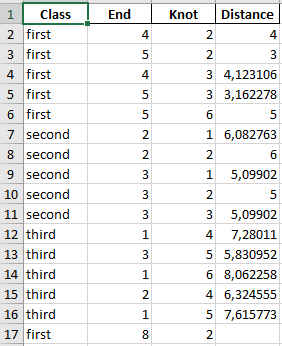 1 Class End Knot Distance
2 first 4 2 4
3 first 5 2 3
4 first 4 3 4,123106
5 first 5 3 3,162278
6 first 6 5 5
7 second 2 1 6,082763
8 second 2 2 6
9 second 3 1 5,09902
10 second 3 2 5
11 second 3 3 5,09902
12 third 1 4 7,28011
13 third 3 5 5,830952
14 third 1 6 8,062258
15 third 2 4 6,324555
16 third 1 5 7,615773
17 first 8 2